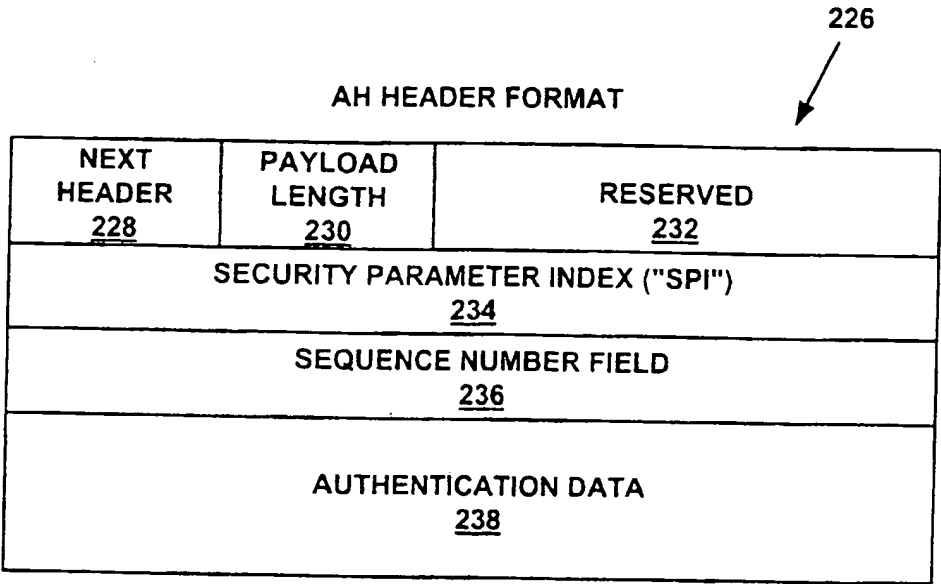 226
AH HEADER FORMAT
NEXT
HEADER
228
PAYLOAD
LENGTH
230
RESERVED
232
SECURITY PARAMETER INDEX ("SPI")
234
SEQUENCE NUMBER FIELD
236
AUTHENTICATION DATA
238